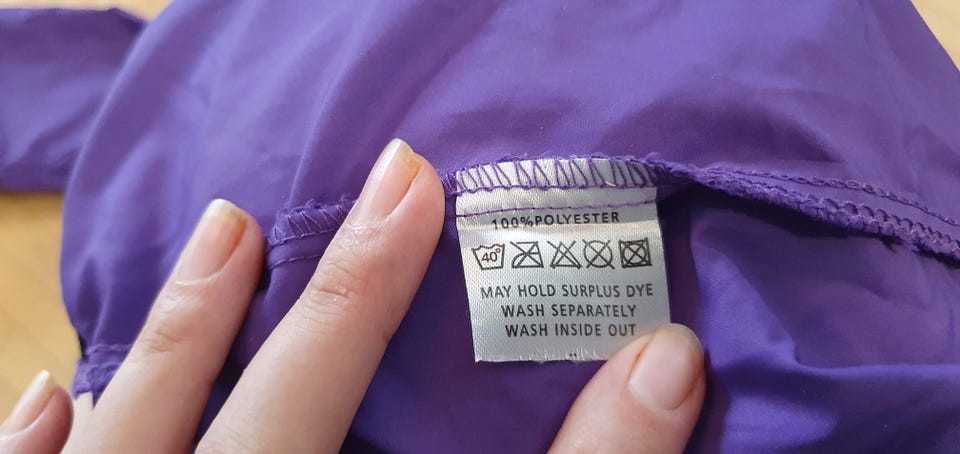 100%POLYESTER
40°
MAY HOLD SURPLUS DYE
WASH SEPARATELY
WASH INSIDE OUT